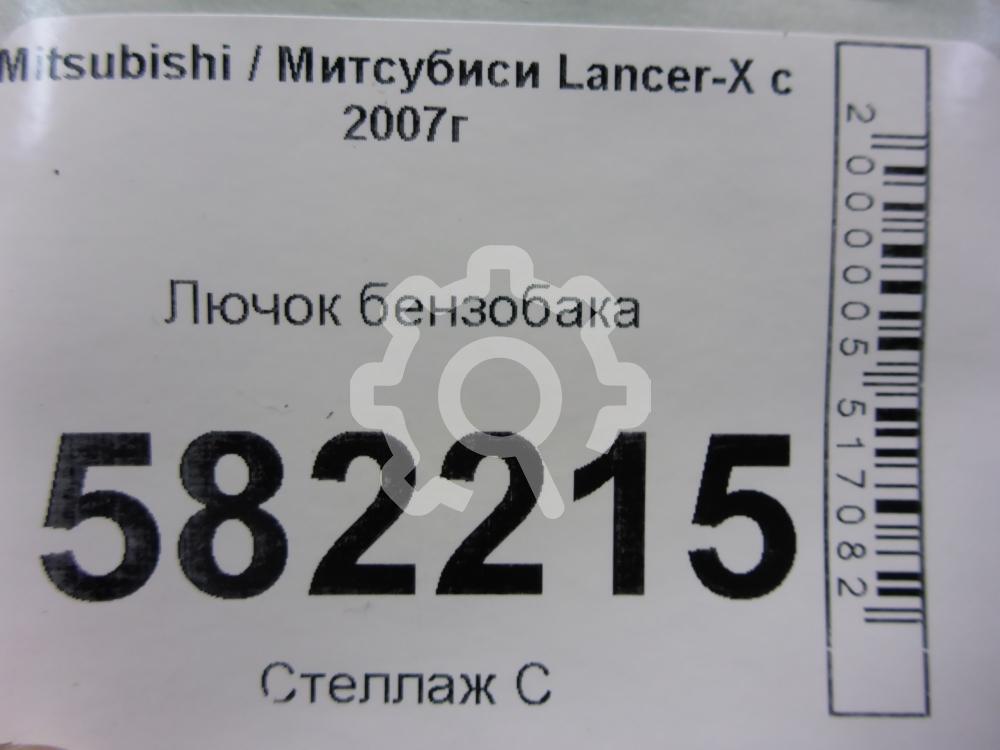 Mitsubishi / Митсубиси Lancer-X с
2007г
Лючок бензобака
582215
Стеллаж С
2000005517082